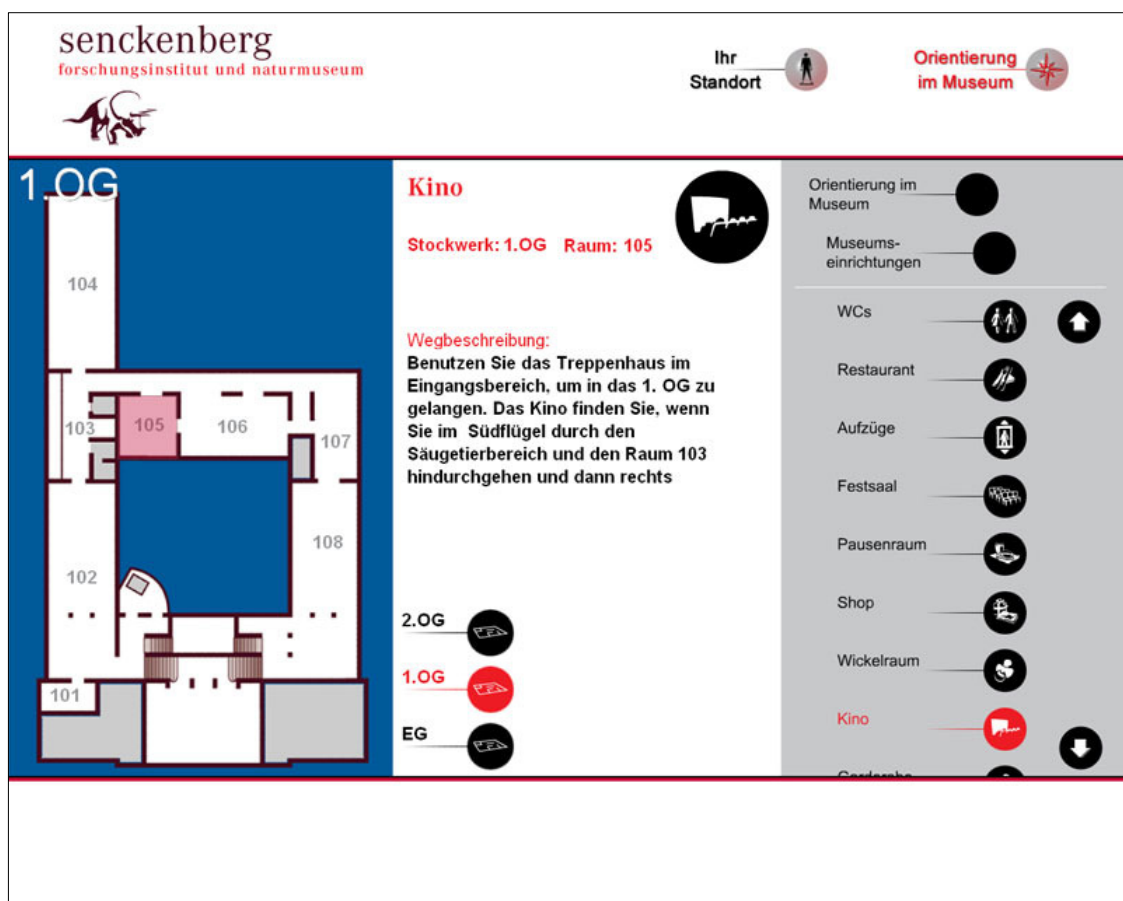 senckenberg
forschungsinstitut und naturmuseum
Ihr
Standort
Orientierung
im Museum
1.OG
104
103
105
106
107
102
108
101
Kino
Stockwerk: 1.OG Raum: 105
Wegbeschreibung:
Benutzen Sie das Treppenhaus im
Eingangsbereich, um in das 1. OG zu
gelangen. Das Kino finden Sie, wenn
Sie im Südflügel durch den
Säugetierbereich und den Raum 103
hindurchgehen und dann rechts
2.OG
1.OG
EG
Orientierung im
Museum
Museums-
einrichtungen
WCs
Restaurant
Aufzüge
Festsaal
Pausenraum
Shop
Wickelraum
Kino